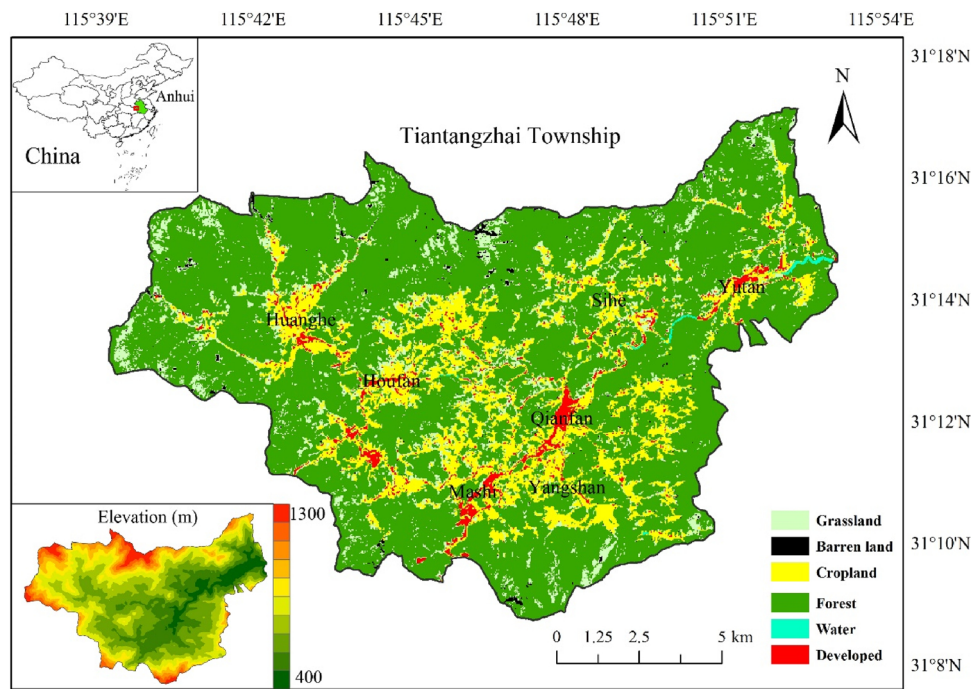 115°39'E 115°42'E 115°45'E 115°48'E 115°51'E 115°54'E
31°18'N
31°16'N
31°14'N
31°12'N
31°10'N
31°8'N
Anhui
China
N
Tiantangzhai Township
Yutan
Sihe
Huanghe
Houfan
Qianfan
Mashi
Yangshan
Elevation (m)
1300
400
Grassland
Barren land
Cropland
Forest
Water
Developed
0 1,25 2,5 5 km